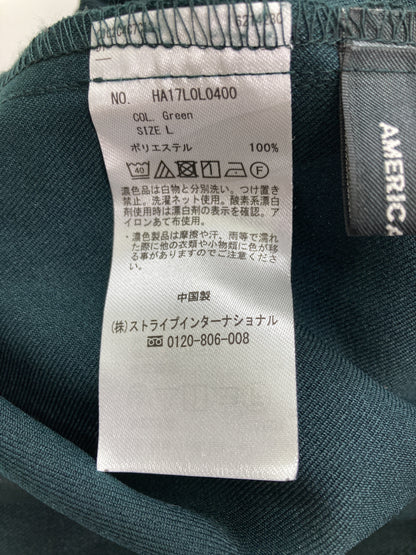 NO. HA17L0L0400
COL. Green
SIZE L
ポリエステル 100%
40 F
濃色品は白物と分別洗い。つけ置き
禁止。洗濯ネット使用。酸素系漂白
剤使用時は漂白剤の表示を確認。ア
イロンあて布使用。
・濃色製品は摩擦や汗、雨等で濡れ
た際に他の衣類や小物類に色が移
る事がありますのでご注意下さい。
中国製
(株)ストライプインターナショナル
0120-806-008
AMERICA